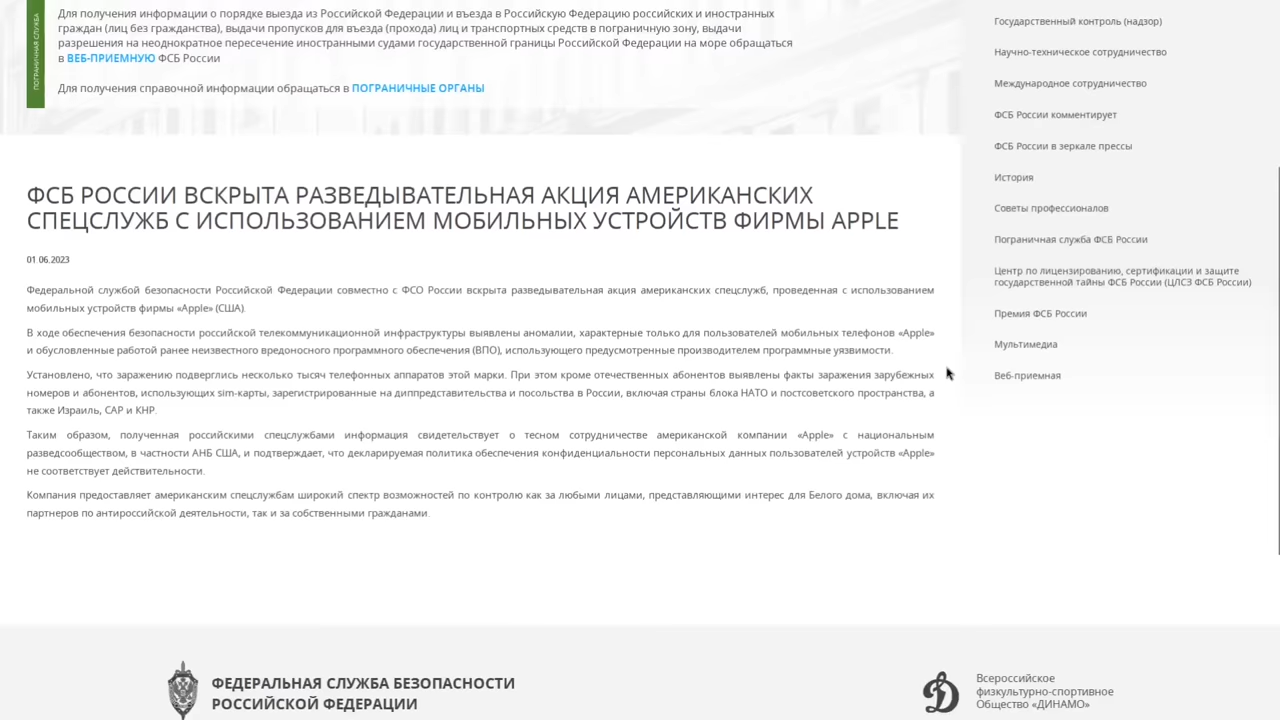 ПОГРАНИЧНАЯ СЛУЖБА
Для получения информации о порядке выезда из Российской Федерации и въезда в Российскую Федерацию российских и иностранных
граждан (лиц без гражданства), выдачи пропусков для въезда (прохода) лиц и транспортных средств в пограничную зону, выдачи
разрешения на неоднократное пересечение иностранными судами государственной границы Российской Федерации на море обращаться
в ВЕБ-ПРИЕМНУЮ ФСБ России
Для получения справочной информации обращаться в ПОГРАНИЧНЫЕ ОРГАНЫ
ФСБ РОССИИ ВСКРЫТА РАЗВЕДЫВАТЕЛЬНАЯ АКЦИЯ АМЕРИКАНСКИХ
СПЕЦСЛУЖБ С ИСПОЛЬЗОВАНИЕМ МОБИЛЬНЫХ УСТРОЙСТВ ФИРМЫ APPLE
01.06.2023
Федеральной службой безопасности Российской Федерации совместно с ФСО России вскрыта разведывательная акция американских спецслужб, проведенная с использованием
мобильных устройств фирмы «Apple» (США).
В ходе обеспечения безопасности российской телекоммуникационной инфраструктуры выявлены аномалии, характерные только для пользователей мобильных телефонов «Apple»
и обусловленные работой ранее неизвестного вредоносного программного обеспечения (ВПО), использующего предусмотренные производителем программные уязвимости.
Установлено, что заражению подверглись несколько тысяч телефонных аппаратов этой марки. При этом кроме отечественных абонентов выявлены факты заражения зарубежных
номеров и абонентов, использующих sim-карты, зарегистрированные на диппредставительства и посольства в России, включая страны блока НАТО и постсоветского пространства, а
также Израиль, САР и КНР.
Таким образом, полученная российскими спецслужбами информация свидетельствует о тесном сотрудничестве американской компании «Apple» с национальным
разведсообществом, в частности АНБ США, и подтверждает, что декларируемая политика обеспечения конфиденциальности персональных данных пользователей устройств «Apple»
не соответствует действительности.
Компания предоставляет американским спецслужбам широкий спектр возможностей по контролю как за любыми лицами, представляющими интерес для Белого дома, включая их
партнеров по антироссийской деятельности, так и за собственными гражданами.
Государственный контроль (надзор)
Научно-техническое сотрудничество
Международное сотрудничество
ФСБ России комментирует
ФСБ России в зеркале прессы
История
Советы профессионалов
Пограничная служба ФСБ России
Центр по лицензированию, сертификации и защите
государственной тайны ФСБ России (ЦЛСЗ ФСБ России)
Премия ФСБ России
Мультимедиа
Веб-приемная
ФЕДЕРАЛЬНАЯ СЛУЖБА БЕЗОПАСНОСТИ
РОССИЙСКОЙ ФЕДЕРАЦИИ
Всероссийское
физкультурно-спортивное
Общество «ДИНАМО»